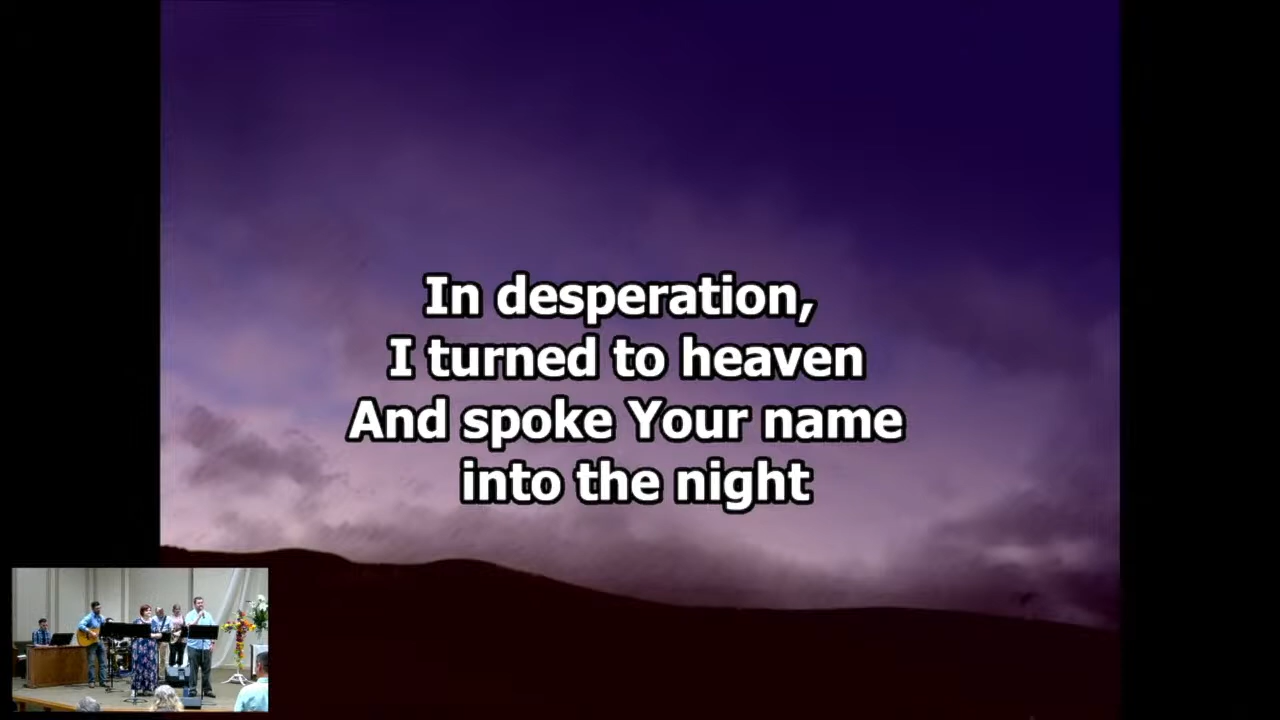 In desperation,
I turned to heaven
And spoke Your name
into the night